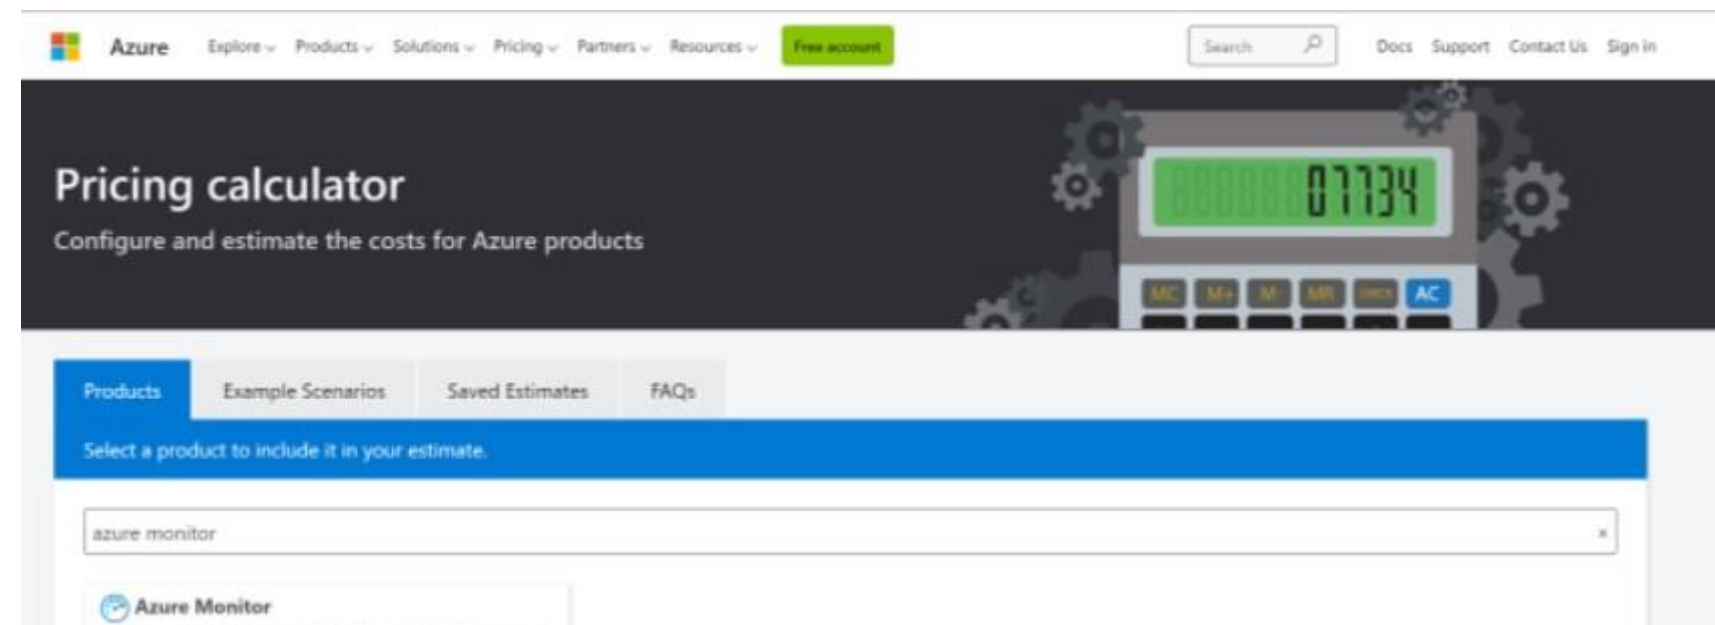 Azure Explore Products Solutions Pricing Partners Resources Free account Search Docs Support Contact Us Sign in
Pricing calculator
07734
Configure and estimate the costs for Azure products
MC M+ M- MR CHECK AC
Products Example Scenarios Saved Estimates FAQs
Select a product to include it in your estimate.
azure monitor ×
Azure Monitor